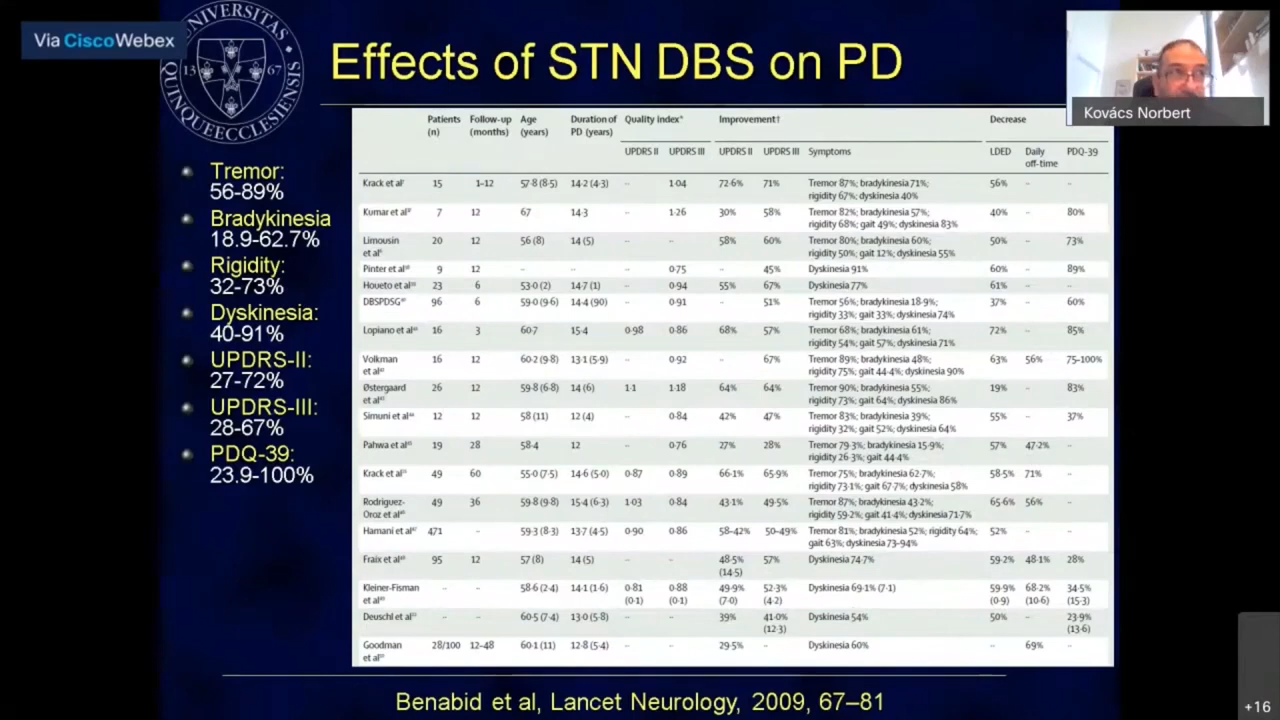 Via Cisco Webex
UNIVERSITAS
QUINQUEECCLESIENSIS
13 67
Effects of STN DBS on PD
Kovács Norbert
Tremor:
56-89%
Bradykinesia
18.9-62.7%
Rigidity:
32-73%
Dyskinesia:
40-91%
UPDRS-II:
27-72%
UPDRS-III:
28-67%
PDQ-39:
23.9-100%
Patients Follow-up Age Duration of Quality index* Improvement† Decrease
(n) (months) (years) PD (years)
UPDRS II UPDRS III UPDRS II UPDRS III Symptoms LDED Daily PDQ-39
off-time
Krack et al 15 1–12 57·8 (8·5) 14·2 (4·3) -- 1·04 72·6% 71% Tremor 87%; bradykinesia 71%; 56% -- --
rigidity 67%; dyskinesia 40%
Kumar et al 7 12 67 14·3 -- 1·26 30% 58% Tremor 82%; bradykinesia 57%; 40% -- 80%
rigidity 68%; gait 49%; dyskinesia 83%
Limousin 20 12 56 (8) 14 (5) -- -- 58% 60% Tremor 80%; bradykinesia 60%; 50% -- 73%
et al rigidity 50%; gait 12%; dyskinesia 55%
Pinter et al 9 12 -- -- -- 0·75 -- 45% Dyskinesia 91% 60% -- 89%
Houeto et al 23 6 53·0 (2) 14·7 (1) -- 0·94 55% 67% Dyskinesia 77% 61% -- --
DBSPDSG 96 6 59·0 (9·6) 14·4 (90) -- 0·91 51% Tremor 56%; bradykinesia 18·9%; 37% -- 60%
rigidity 33%; gait 33%; dyskinesia 74%
Lopiano et al 16 3 60·7 15·4 0·98 0·86 68% 57% Tremor 68%; bradykinesia 61%; 72% -- 85%
rigidity 54%; gait 57%; dyskinesia 71%
Volkman 16 12 60·2 (9·8) 13·1 (5·9) -- 0·92 -- 67% Tremor 89%; bradykinesia 48%; 63% 56% 75–100%
et al rigidity 75%; gait 44·4%; dyskinesia 90%
Østergaard 26 12 59·8 (6·8) 14 (6) 1·1 1·18 64% 64% Tremor 90%; bradykinesia 55%; 19% -- 83%
et al rigidity 73%; gait 64%; dyskinesia 86%
Simuni et al 12 12 58 (11) 12 (4) -- 0·84 42% 47% Tremor 83%; bradykinesia 39%; 55% -- 37%
rigidity 32%; gait 52%; dyskinesia 64%
Pahwa et al 19 28 58·4 12 -- 0·76 27% 28% Tremor 79·3%; bradykinesia 15·9%; 57% 47·2% --
rigidity 26·3%; gait 44·4%
Krack et al 49 60 55·0 (7·5) 14·6 (5·0) 0·87 0·89 66·1% 65·9% Tremor 75%; bradykinesia 62·7%; 58·5% 71% --
rigidity 73·1%; gait 67·7%; dyskinesia 58%
Rodriguez- 49 36 59·8 (9·8) 15·4 (6·3) 1·03 0·84 43·1% 49·5% Tremor 87%; bradykinesia 43·2%; 65·6% 56% --
Oroz et al rigidity 59·2%; gait 41·4%; dyskinesia 71·7%
Hamani et al 471 -- 59·3 (8·3) 13·7 (4·5) 0·90 0·86 58–42% 50–49% Tremor 81%; bradykinesia 52%; rigidity 64%; 52%
gait 63%; dyskinesia 73–94%
Fraix et al 95 12 57 (8) 14 (5) -- -- 48·5% 57% Dyskinesia 74·7% 59·2% 48·1% 28%
(14·5)
Kleiner-Fisman -- -- 58·6 (2·4) 14·1 (1·6) 0·81 0·88 49·9% 52·3% Dyskinesia 69·1% (7·1) 59·9% 68·2% 34·5%
et al (0·1) (0·1) (7·0) (4·2) (0·9) (10·6) (15·3)
Deuschl et al -- -- 60·5 (7·4) 13·0 (5·8) 39% 41·0% Dyskinesia 54% 50% 23·9%
(12·3) (13·6)
Goodman 28/100 12–48 60·1 (11) 12·8 (5·4) 29·5% -- Dyskinesia 60% -- 69%
et al
Benabid et al, Lancet Neurology, 2009, 67–81
+16